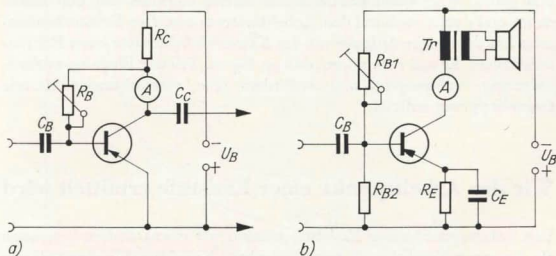 R_C
R_B
A
C_C
C_B
−
U_B
+
a)
Tr
R_B1
A
C_B
−
U_B
+
R_B2
R_E
C_E
b)